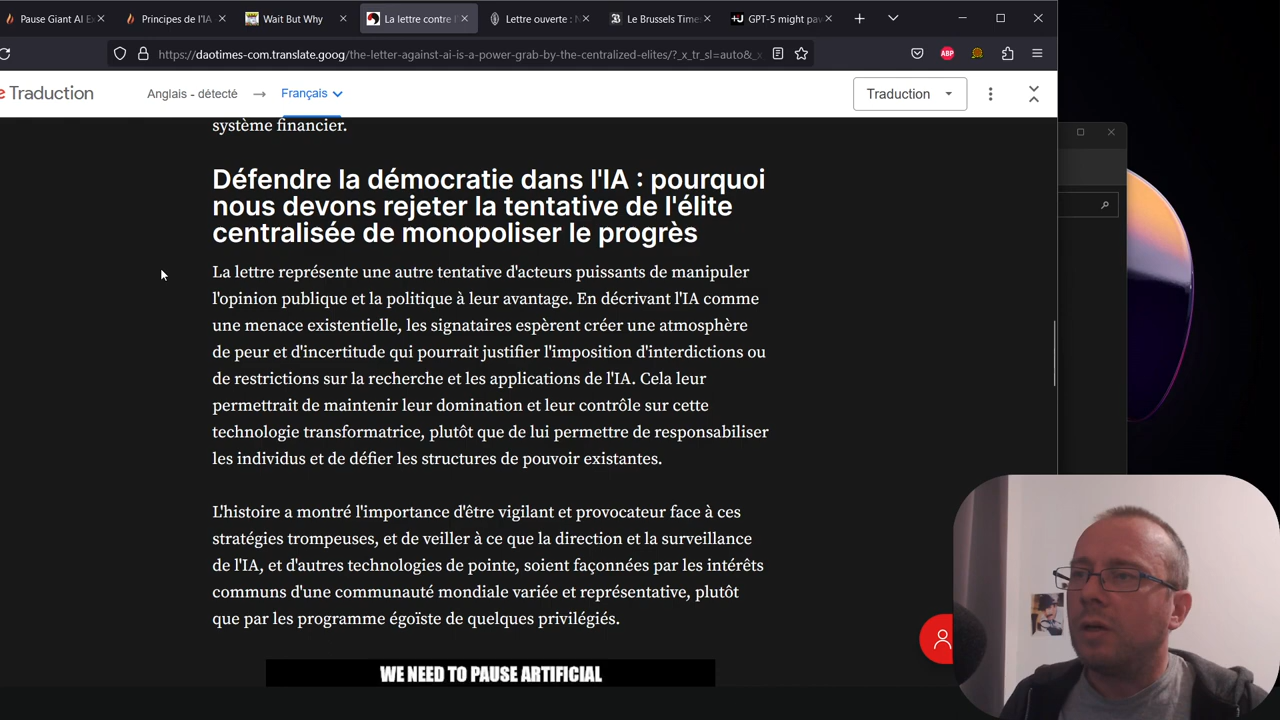 Pause Giant AI Ex
Principes de l'IA
Wait But Why
La lettre contre l'
Lettre ouverte : N
Le Brussels Times
GPT-5 might pav
https://daotimes-com.translate.goog/the-letter-against-ai-is-a-power-grab-by-the-centralized-elites/?_x_tr_sl=auto&_x
ABP
Traduction
Anglais - détecté
Français
Traduction
système financier.
Défendre la démocratie dans l'IA : pourquoi
nous devons rejeter la tentative de l'élite
centralisée de monopoliser le progrès
La lettre représente une autre tentative d'acteurs puissants de manipuler
l'opinion publique et la politique à leur avantage. En décrivant l'IA comme
une menace existentielle, les signataires espèrent créer une atmosphère
de peur et d'incertitude qui pourrait justifier l'imposition d'interdictions ou
de restrictions sur la recherche et les applications de l'IA. Cela leur
permettrait de maintenir leur domination et leur contrôle sur cette
technologie transformatrice, plutôt que de lui permettre de responsabiliser
les individus et de défier les structures de pouvoir existantes.
L'histoire a montré l'importance d'être vigilant et provocateur face à ces
stratégies trompeuses, et de veiller à ce que la direction et la surveillance
de l'IA, et d'autres technologies de pointe, soient façonnées par les intérêts
communs d'une communauté mondiale variée et représentative, plutôt
que par les programme égoïste de quelques privilégiés.
WE NEED TO PAUSE ARTIFICIAL